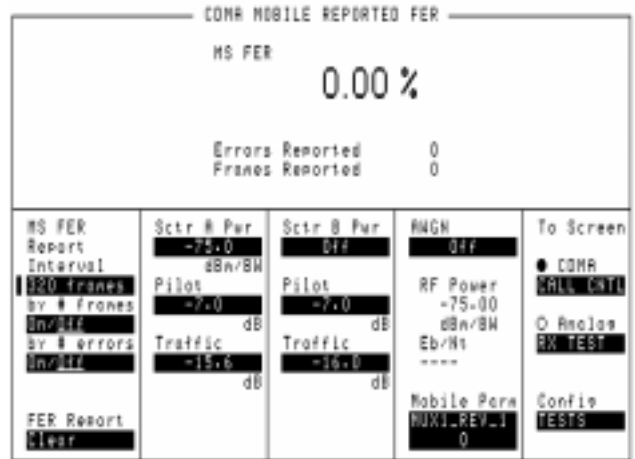 CDMA MOBILE REPORTED FER
MS FER
0.00 %
Errors Reported 0
Frames Reported 0
MS FER
Report
Interval
320 frames
by # frames
On/Off
by # errors
On/Off
FER Report
Clear
Sctr A Pwr
-75.0
dBm/BW
Pilot
-7.0
dB
Traffic
-15.6
dB
Sctr B Pwr
Off
Pilot
-7.0
dB
Traffic
-16.0
dB
AWGN
Off
RF Power
-75.00
dBm/BW
Eb/Nt
----
Mobile Parm
MUX1_REV_1
0
To Screen
CDMA
CALL CNTL
Analog
RX TEST
Config
TESTS